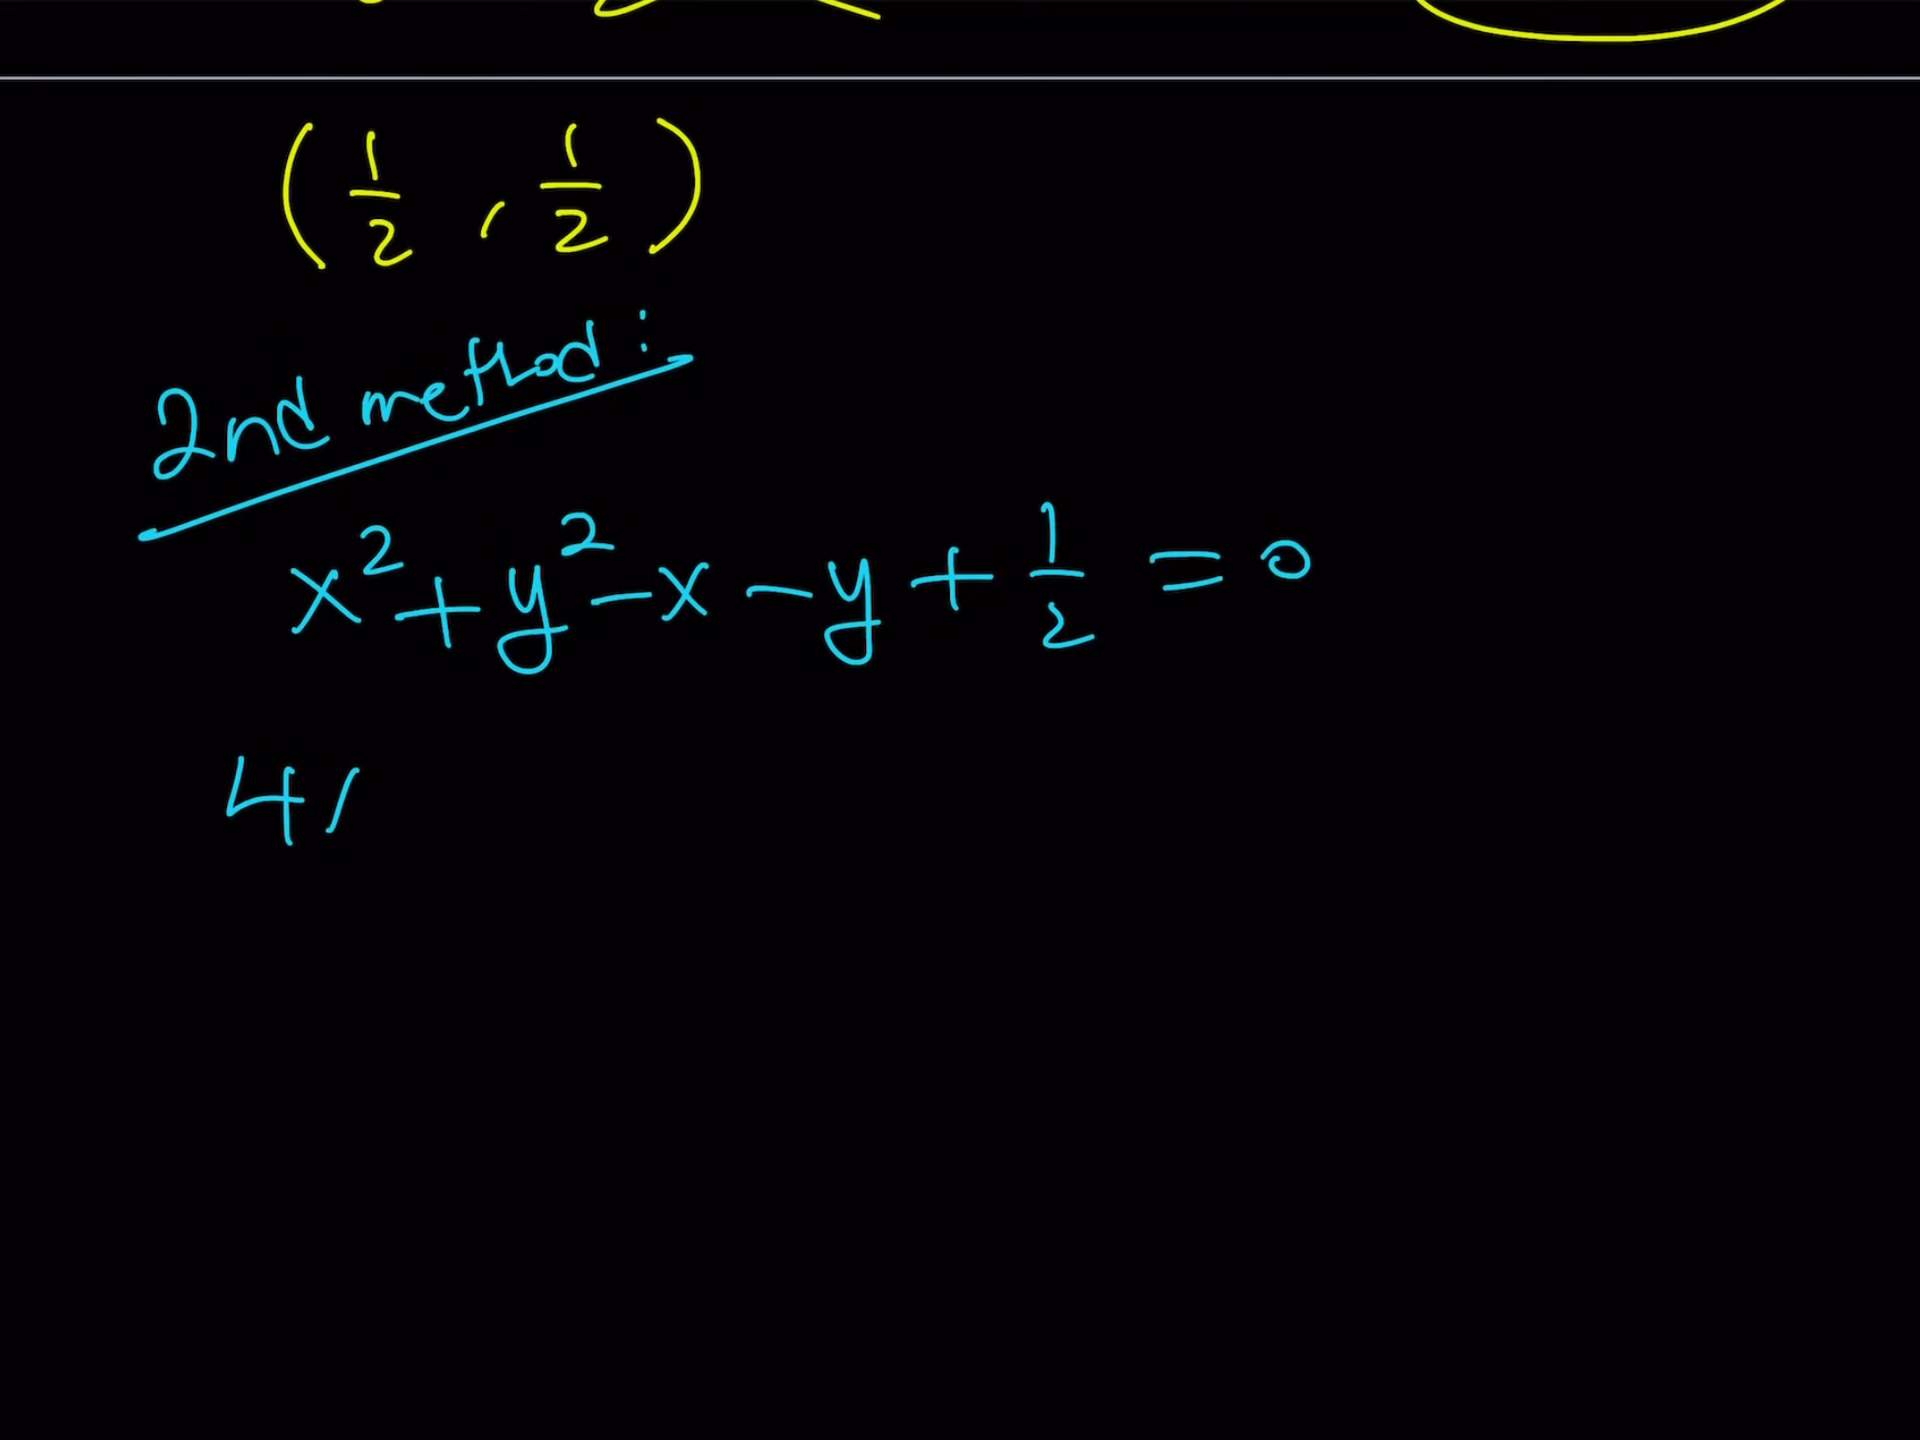 (1/2, 1/2)
2nd method:
x² + y² - x - y + 1/2 = 0
4